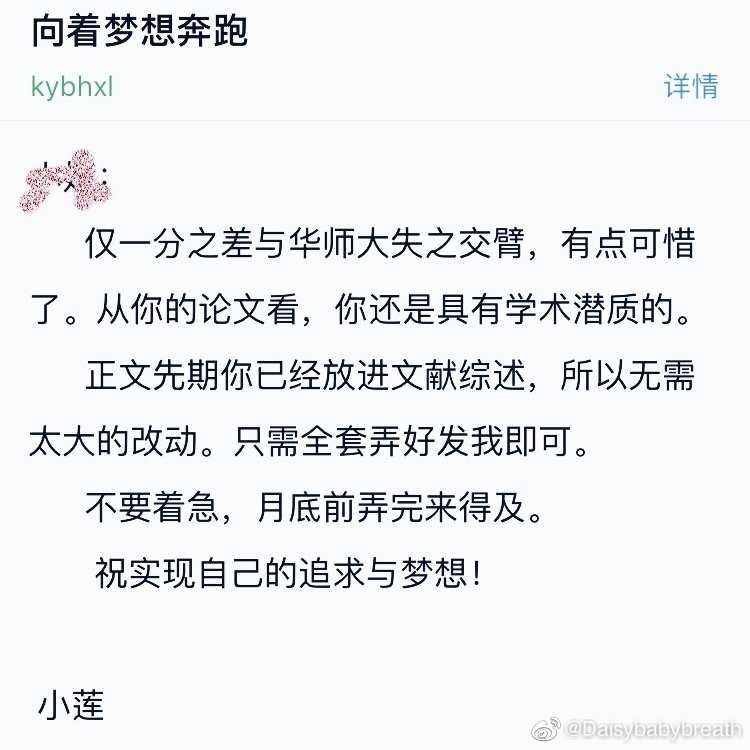 向着梦想奔跑
kybhxl
详情
仅一分之差与华师大失之交臂，有点可惜
了。从你的论文看，你还是具有学术潜质的。
正文先期你已经放进文献综述，所以无需
太大的改动。只需全套弄好发我即可。
不要着急，月底前弄完来得及。
祝实现自己的追求与梦想！
小莲
@Daisybabybreath